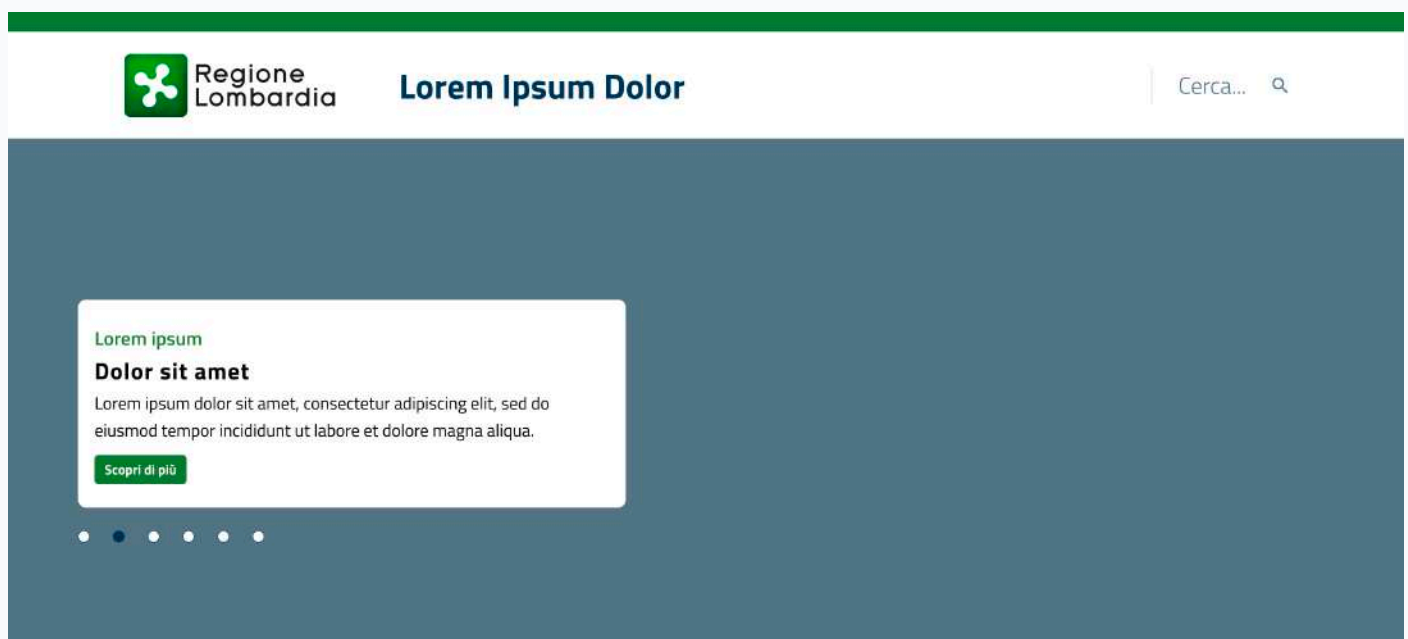 Regione
Lombardia
Lorem Ipsum Dolor
Cerca...
Lorem ipsum
Dolor sit amet
Lorem ipsum dolor sit amet, consectetur adipiscing elit, sed do
eiusmod tempor incididunt ut labore et dolore magna aliqua.
Scopri di più